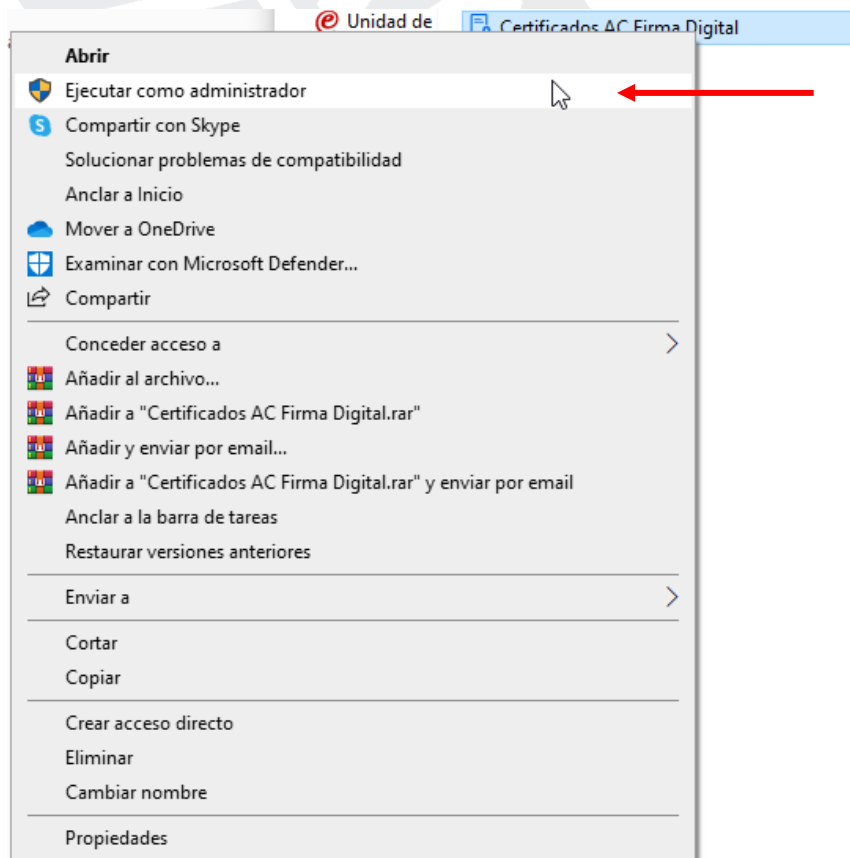 Unidad de
Certificados AC Firma Digital
Abrir
Ejecutar como administrador
Compartir con Skype
Solucionar problemas de compatibilidad
Anclar a Inicio
Mover a OneDrive
Examinar con Microsoft Defender...
Compartir
Conceder acceso a
Añadir al archivo...
Añadir a "Certificados AC Firma Digital.rar"
Añadir y enviar por email...
Añadir a "Certificados AC Firma Digital.rar" y enviar por email
Anclar a la barra de tareas
Restaurar versiones anteriores
Enviar a
Cortar
Copiar
Crear acceso directo
Eliminar
Cambiar nombre
Propiedades